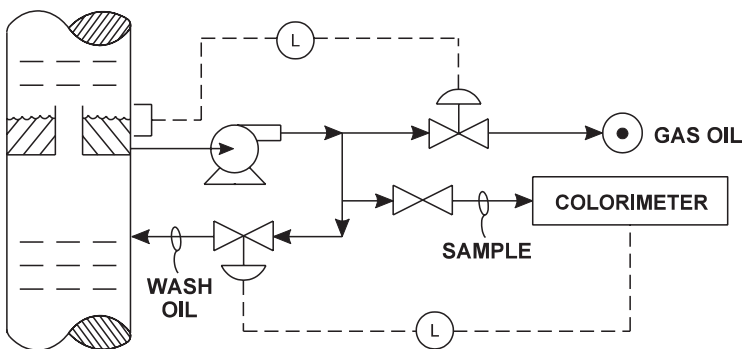 L
GAS OIL
COLORIMETER
SAMPLE
WASH
OIL
L